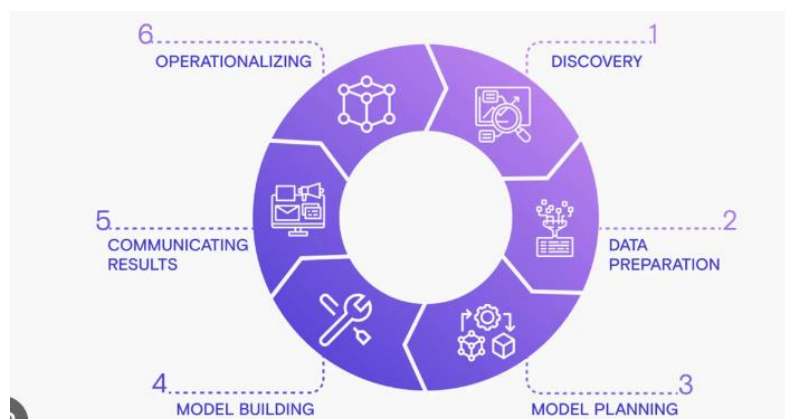 1
DISCOVERY
2
DATA
PREPARATION
3
MODEL PLANNING
4
MODEL BUILDING
5
COMMUNICATING
RESULTS
6
OPERATIONALIZING